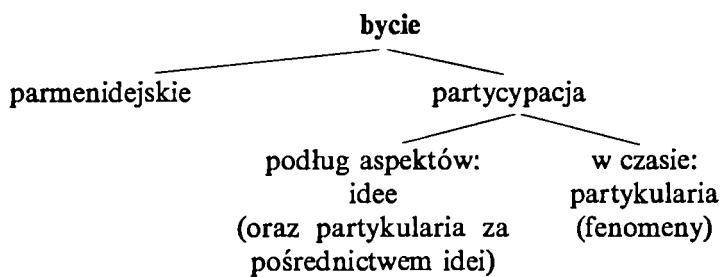 bycie
parmenidejskie
partycypacja
podług aspektów:
idee
(oraz partykularia za
pośrednictwem idei)
w czasie:
partykularia
(fenomeny)